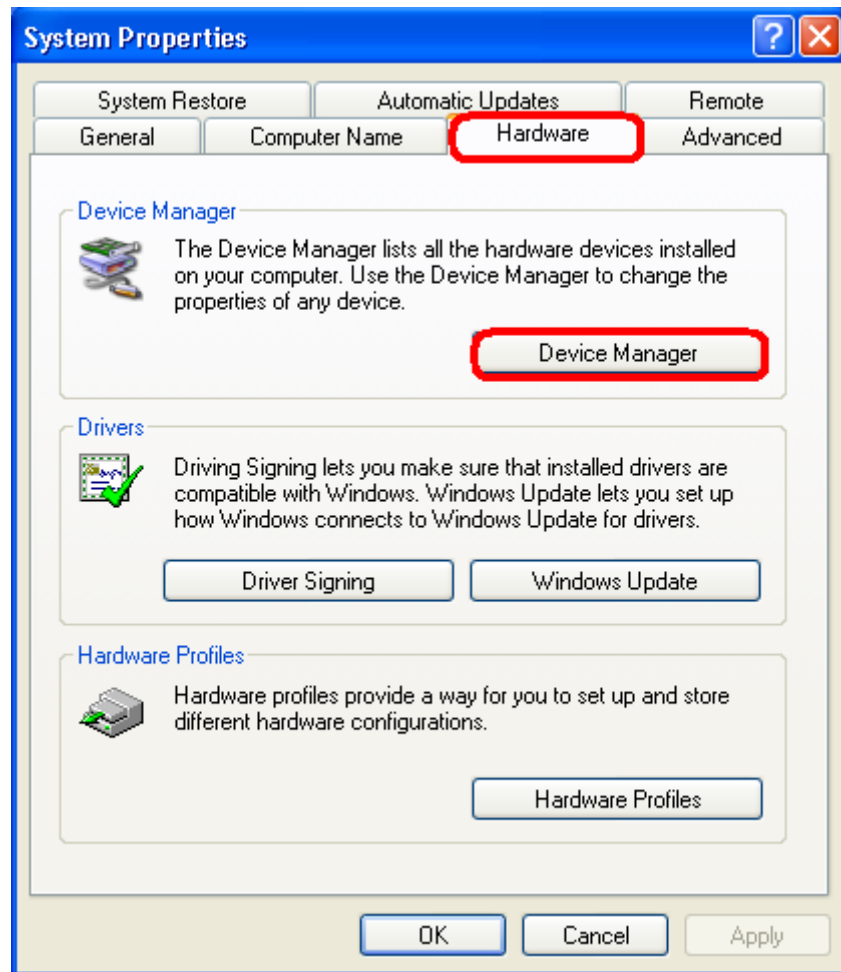 System Properties
System Restore
Automatic Updates
Remote
General
Computer Name
Hardware
Advanced
Device Manager
The Device Manager lists all the hardware devices installed
on your computer. Use the Device Manager to change the
properties of any device.
Device Manager
Drivers
Driving Signing lets you make sure that installed drivers are
compatible with Windows. Windows Update lets you set up
how Windows connects to Windows Update for drivers.
Driver Signing
Windows Update
Hardware Profiles
Hardware profiles provide a way for you to set up and store
different hardware configurations.
Hardware Profiles
OK
Cancel
Apply